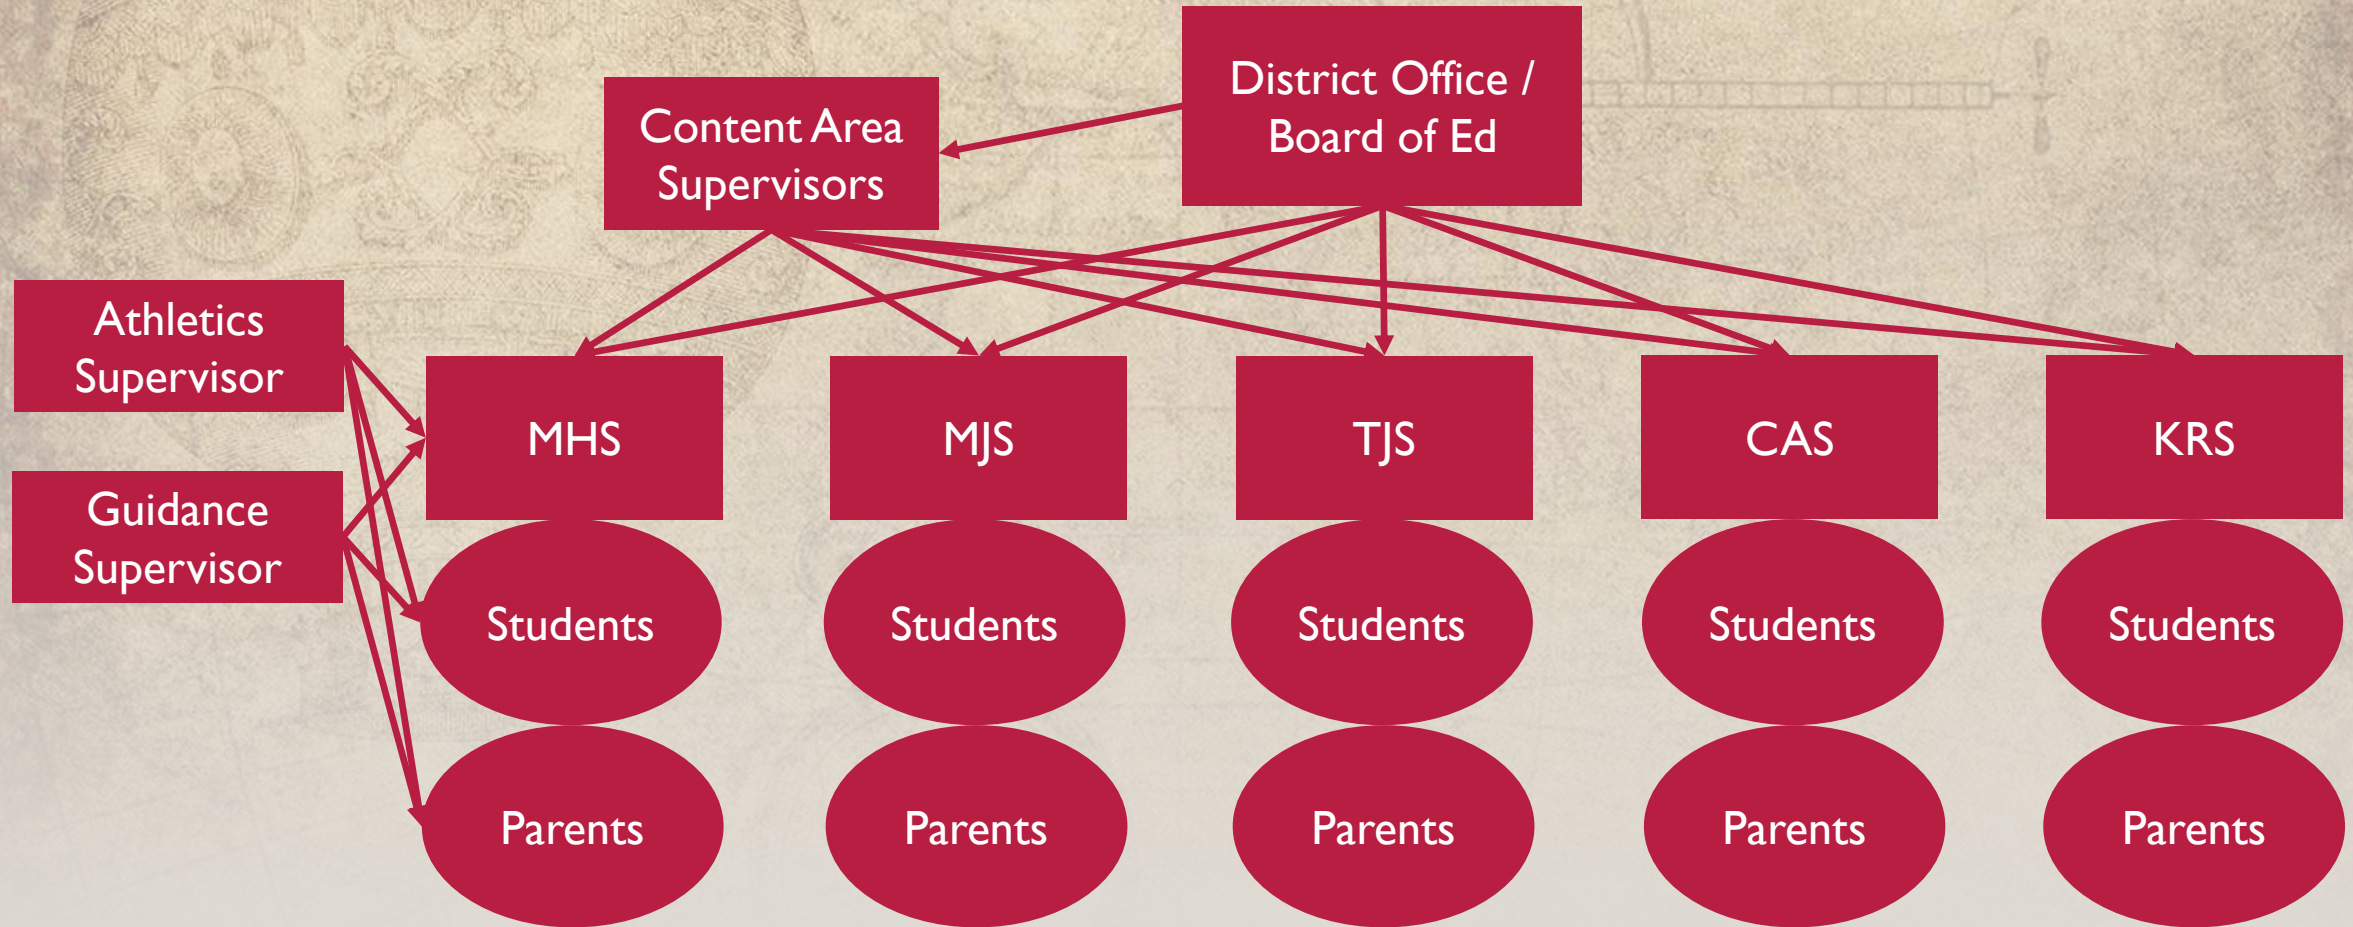 District Office /
Board of Ed
Content Area
Supervisors
Athletics
Supervisor
Guidance
Supervisor
MHS
MJS
TJS
CAS
KRS
Students
Students
Students
Students
Students
Parents
Parents
Parents
Parents
Parents